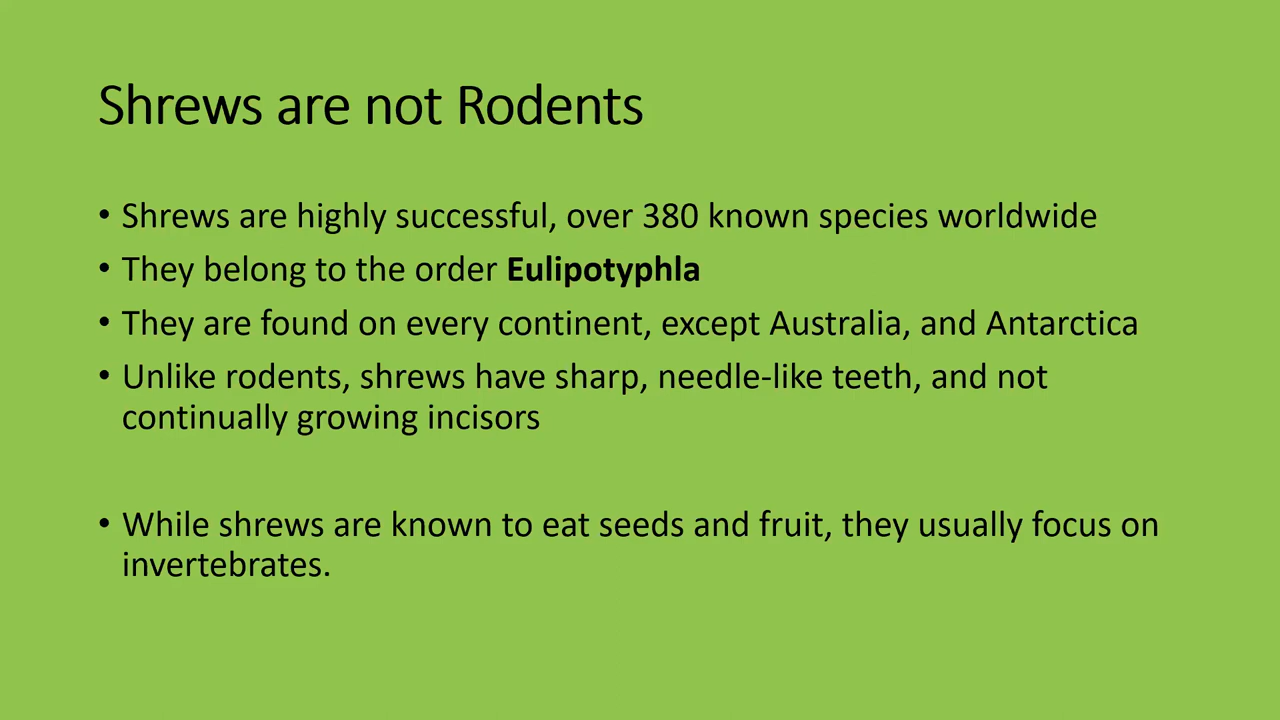 Shrews are not Rodents
• Shrews are highly successful, over 380 known species worldwide
• They belong to the order Eulipotyphla
• They are found on every continent, except Australia, and Antarctica
• Unlike rodents, shrews have sharp, needle-like teeth, and not
continually growing incisors
• While shrews are known to eat seeds and fruit, they usually focus on
invertebrates.